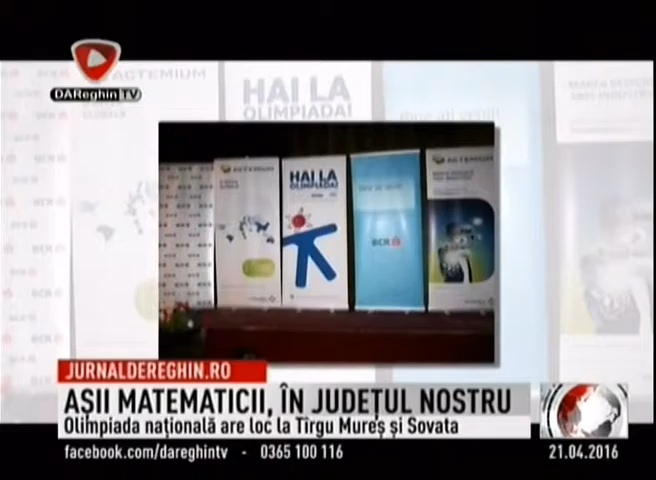 DAReghin TV
ACTEMIUM
HAI LA
OLIMPIADA!
HAI LA
OLIMPIADA!
ACTEMIUM
BCR
JURNALDEREGHIN.RO
AȘII MATEMATICII, ÎN JUDEȚUL NOSTRU
Olimpiada națională are loc la Tîrgu Mureș și Sovata
facebook.com/dareghintv - 0365 100 116
21.04.2016